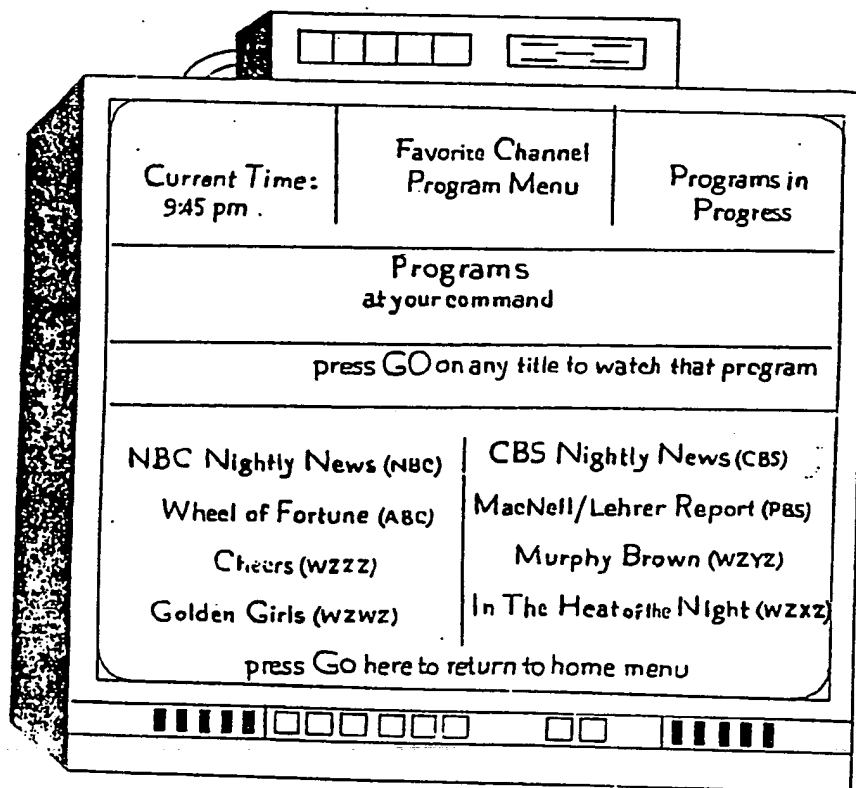 Current Time:
9:45 pm .
Favorite Channel
Program Menu
Programs in
Progress
Programs
at your command
press GO on any title to watch that program
NBC Nightly News (NBC)
Wheel of Fortune (ABC)
Cheers (WZZZ)
Golden Girls (WZWZ)
CBS Nightly News (CBS)
MacNell/Lehrer Report (PBS)
Murphy Brown (WZYZ)
In The Heat of the Night (WZXZ)
press Go here to return to home menu